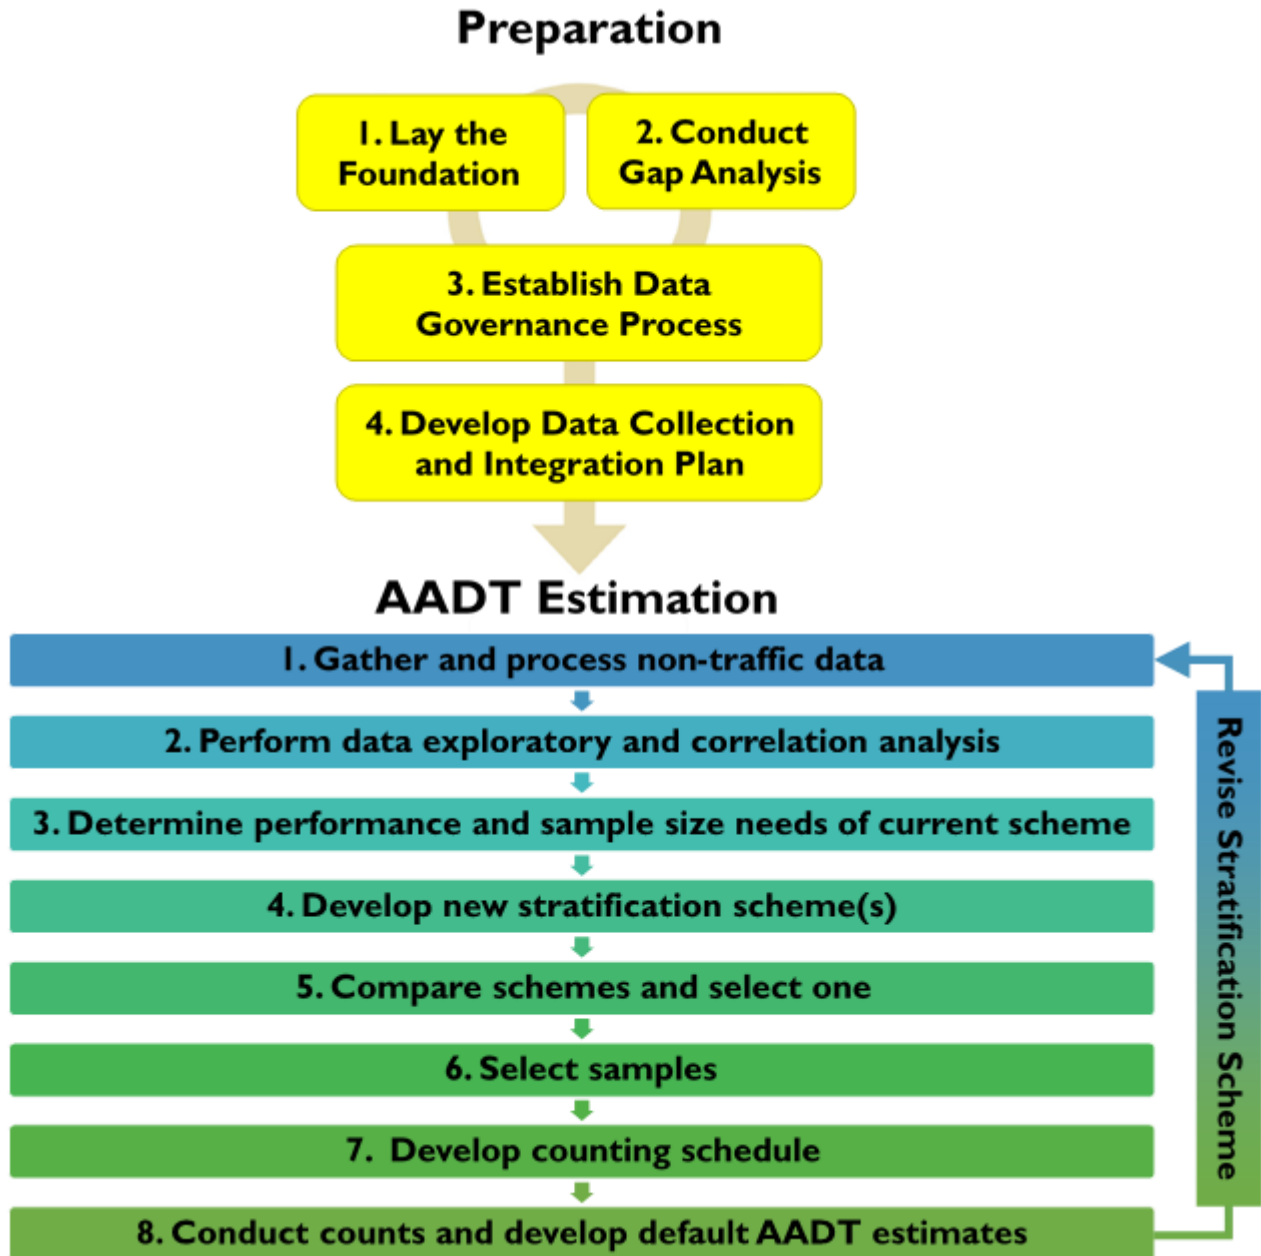 Preparation
1. Lay the
Foundation
2. Conduct
Gap Analysis
3. Establish Data
Governance Process
4. Develop Data Collection
and Integration Plan
AADT Estimation
1. Gather and process non-traffic data
2. Perform data exploratory and correlation analysis
3. Determine performance and sample size needs of current scheme
4. Develop new stratification scheme(s)
5. Compare schemes and select one
6. Select samples
7. Develop counting schedule
8. Conduct counts and develop default AADT estimates
Revise Stratification Scheme